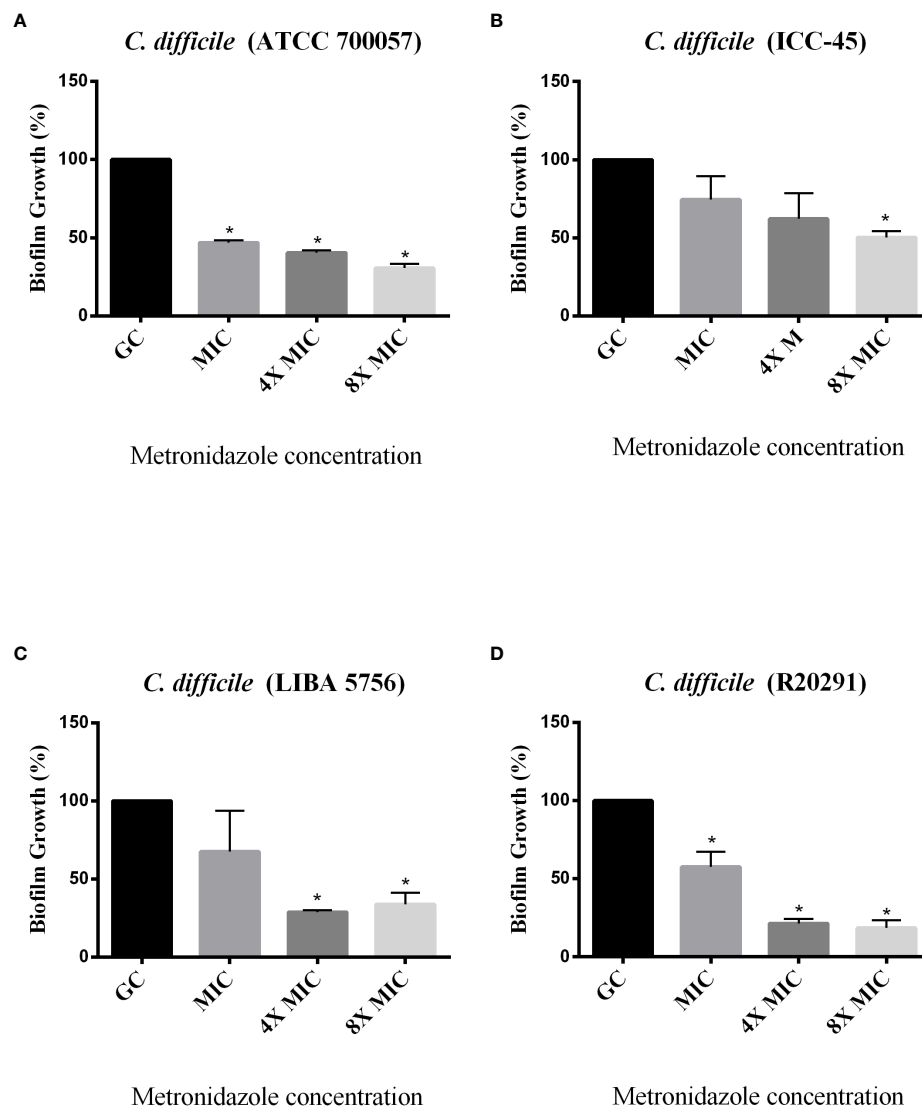 A
C. difficile (ATCC 700057)
150
100
50
0
Biofilm Growth (%)
GC
MIC
4X MIC
8X MIC
Metronidazole concentration
B
C. difficile (ICC-45)
150
100
50
0
Biofilm Growth (%)
GC
MIC
4X M
8X MIC
Metronidazole concentration
*
*
*
*
C
C. difficile (LIBA 5756)
150
100
50
0
Biofilm Growth (%)
GC
MIC
4X MIC
8X MIC
Metronidazole concentration
*
*
D
C. difficile (R20291)
150
100
50
0
Biofilm Growth (%)
GC
MIC
4X MIC
8X MIC
Metronidazole concentration
*
*
*